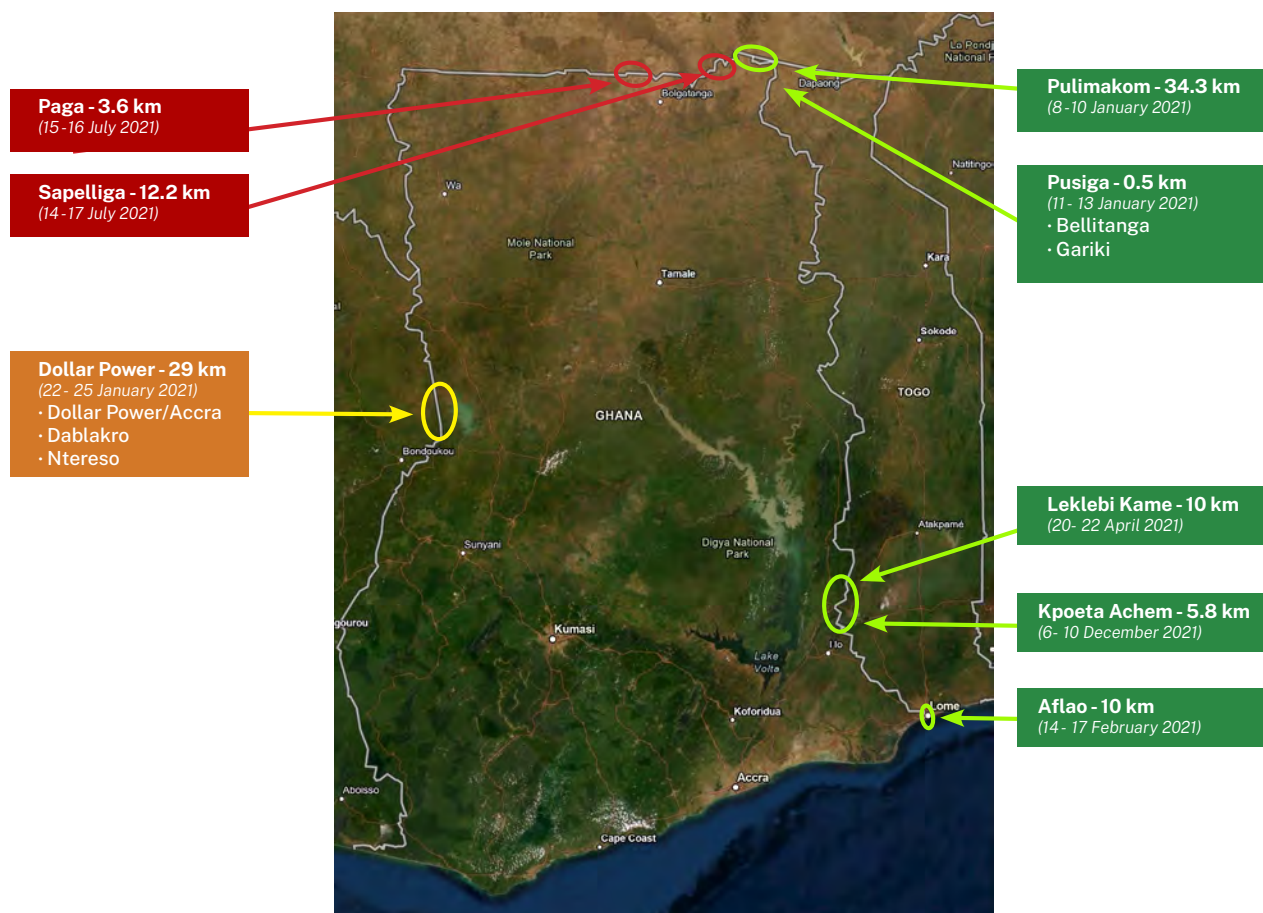 Paga - 3.6 km
(15-16 July 2021)
Sapelliga - 12.2 km
(14-17 July 2021)
Dollar Power - 29 km
(22- 25 January 2021)
· Dollar Power/Accra
· Dablakro
· Ntereso
Pulimakom - 34.3 km
(8-10 January 2021)
Pusiga - 0.5 km
(11- 13 January 2021)
· Bellitanga
· Gariki
Leklebi Kame - 10 km
(20- 22 April 2021)
Kpoeta Achem - 5.8 km
(6- 10 December 2021)
Aflao - 10 km
(14- 17 February 2021)
La Pendj
National P
Dapaong
Bolgatanga
Natitingo
Wa
Mole National
Park
Kara
Tamale
Sokode
TOGO
GHANA
Bondoukou
Atakpamé
Sunyani
Digya National
Park
gourou
Kumasi
Lake
Volta
Lome
Koforidua
Accra
Aboisso
Cape Coast